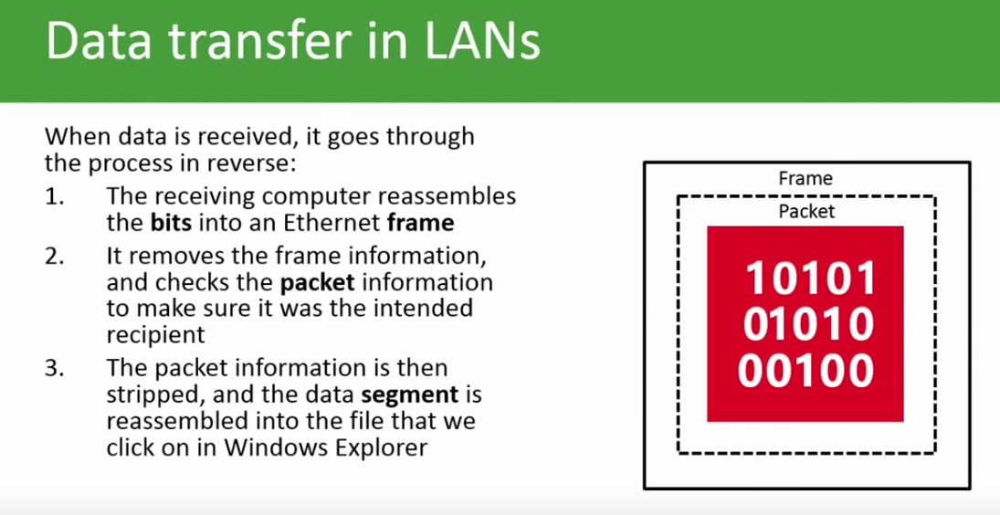 Data transfer in LANs
When data is received, it goes through
the process in reverse:
1. The receiving computer reassembles
the bits into an Ethernet frame
2. It removes the frame information,
and checks the packet information
to make sure it was the intended
recipient
3. The packet information is then
stripped, and the data segment is
reassembled into the file that we
click on in Windows Explorer
Frame
Packet
10101
01010
00100